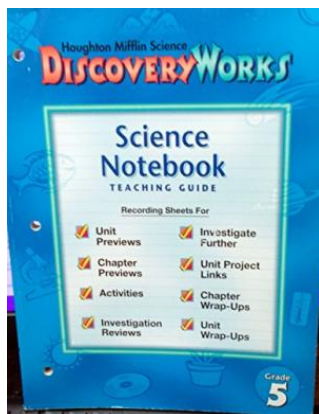 Houghton Mifflin Science
DISCOVERYWORKS
Science
Notebook
TEACHING GUIDE
Recording Sheets For
Unit
Previews
Chapter
Previews
Activities
Investigation
Reviews
Investigate
Further
Unit Project
Links
Chapter
Wrap-Ups
Unit
Wrap-Ups
Grade
5